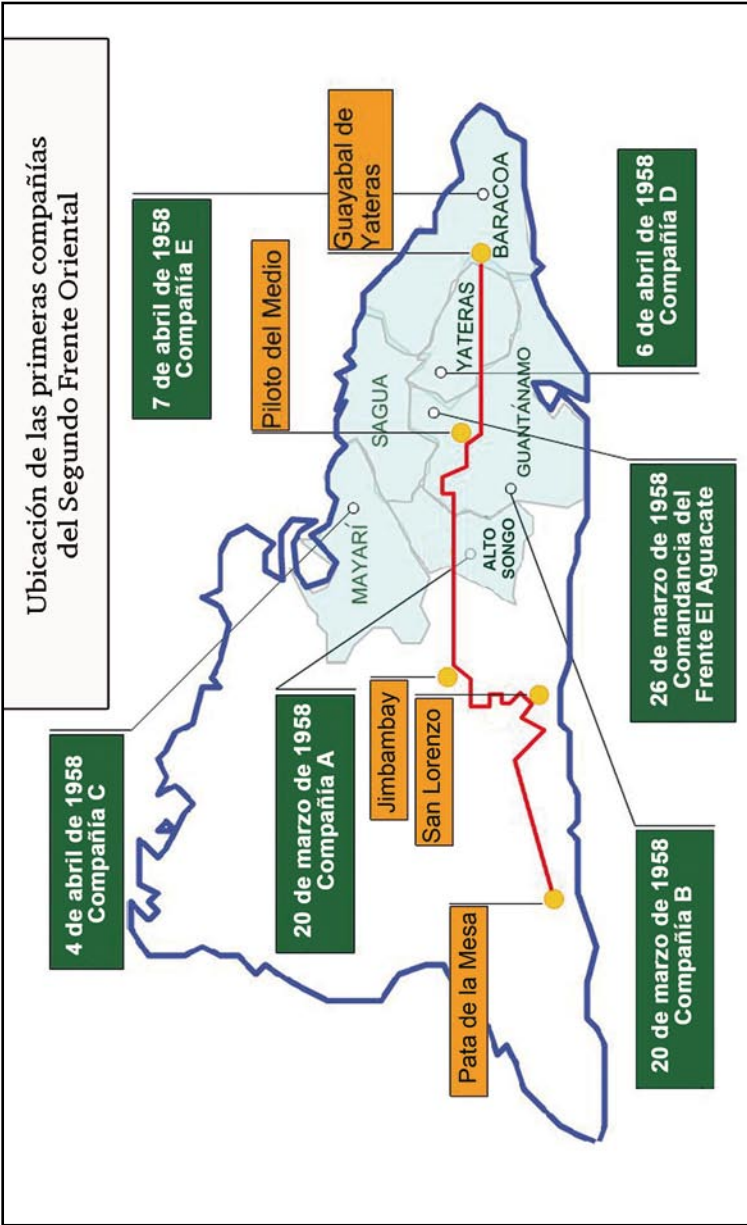 Ubicación de las primeras compañías
del Segundo Frente Oriental
4 de abril de 1958
Compañía C
7 de abril de 1958
Compañía E
20 de marzo de 1958
Compañía A
Piloto del Medio
Guayabal de
Yateras
Jimbambay
San Lorenzo
Pata de la Mesa
MAYARÍ
SAGUA
YATERAS
BARACOA
ALTO
SONGO
GUANTÁNAMO
20 de marzo de 1958
Compañía B
26 de marzo de 1958
Comandancia del
Frente El Aguacate
6 de abril de 1958
Compañía D